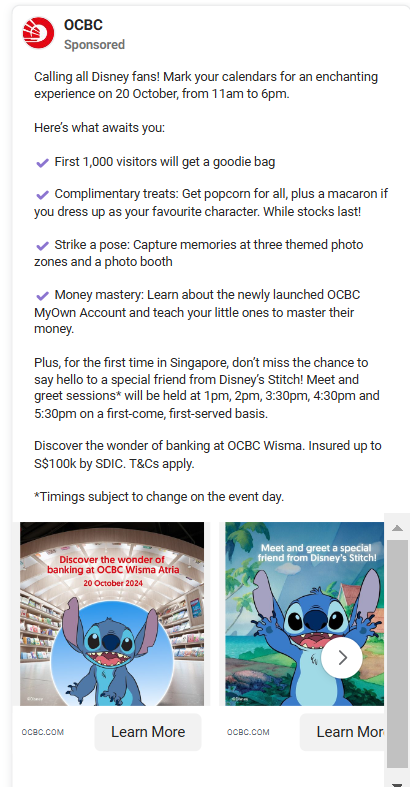 OCBC
Sponsored
Calling all Disney fans! Mark your calendars for an enchanting
experience on 20 October, from 11am to 6pm.
Here's what awaits you:
✔ First 1,000 visitors will get a goodie bag
✔ Complimentary treats: Get popcorn for all, plus a macaron if
you dress up as your favourite character. While stocks last!
✔ Strike a pose: Capture memories at three themed photo
zones and a photo booth
✔ Money mastery: Learn about the newly launched OCBC
MyOwn Account and teach your little ones to master their
money.
Plus, for the first time in Singapore, don't miss the chance to
say hello to a special friend from Disney's Stitch! Meet and
greet sessions* will be held at 1pm, 2pm, 3:30pm, 4:30pm and
5:30pm on a first-come, first-served basis.
Discover the wonder of banking at OCBC Wisma. Insured up to
S$100k by SDIC. T&Cs apply.
*Timings subject to change on the event day.
Discover the wonder of
banking at OCBC Wisma Atria
20 October 2024
©Disney
Meet and greet a special
friend from Disney's Stitch!
©Disney
OCBC.COM
Learn More
OCBC.COM
Learn Mor